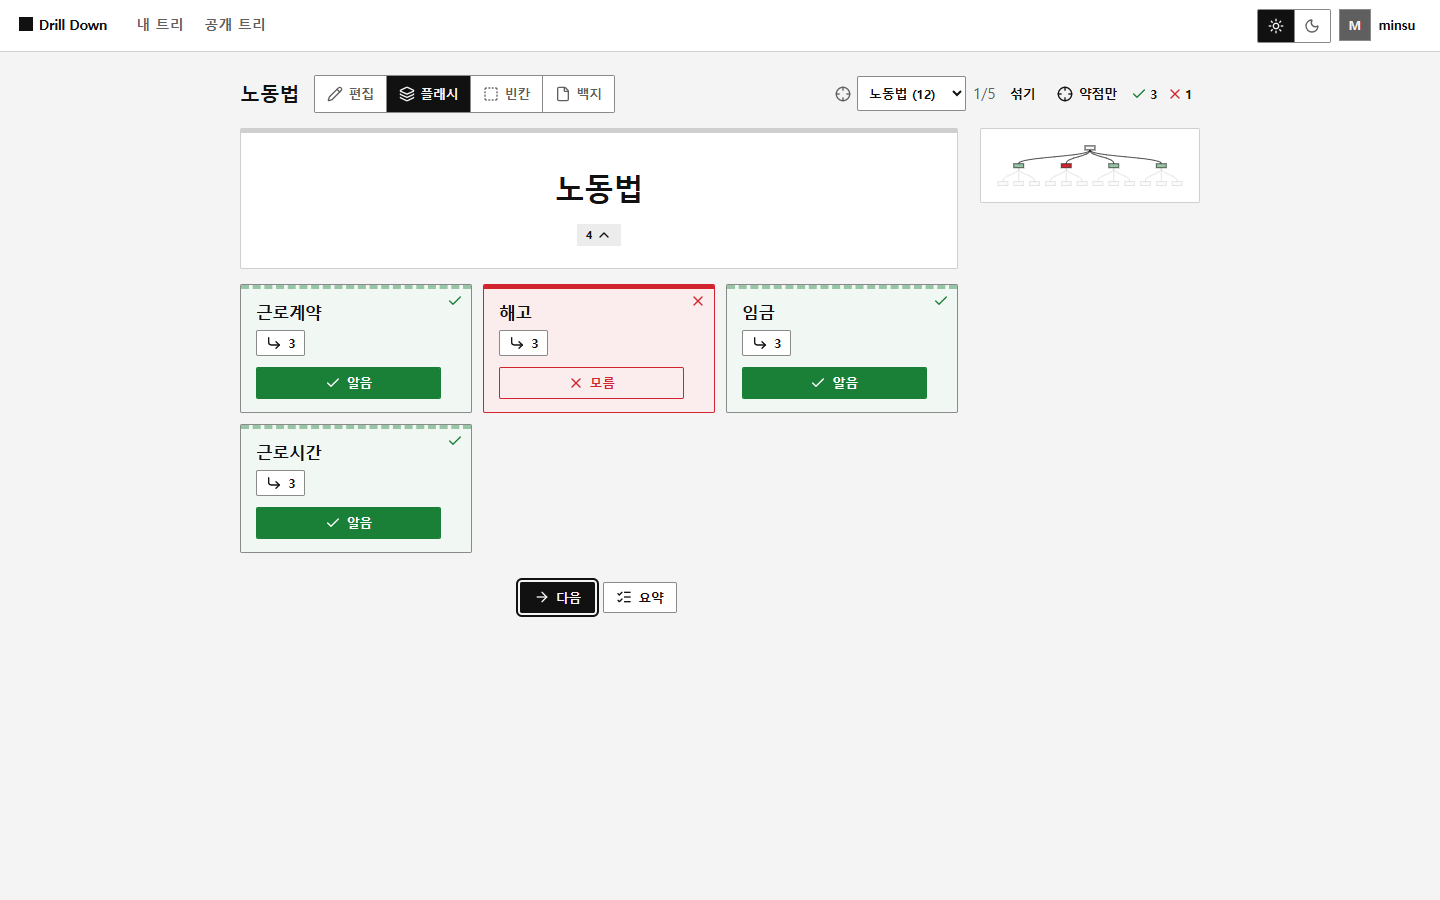 Drill Down 내 트리 공개 트리 M minsu
노동법 편집 플래시 빈칸 백지 노동법 (12) 1/5 섞기 약점만 3 1
노동법
4
근로계약
3
알음
해고
3
모름
임금
3
알음
근로시간
3
알음
다음 요약